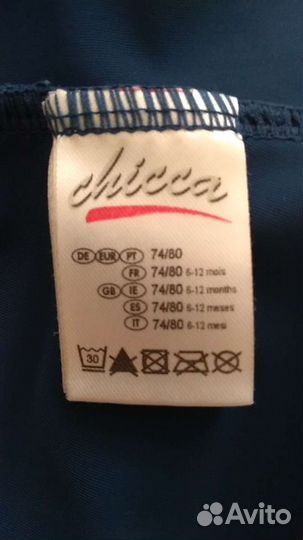 chicca
DE EUR PT 74/80
FR 74/80 6-12 mois
GB IE 74/80 6-12 months
ES 74/80 6-12 meses
IT 74/80 6-12 mesi
30
Avito